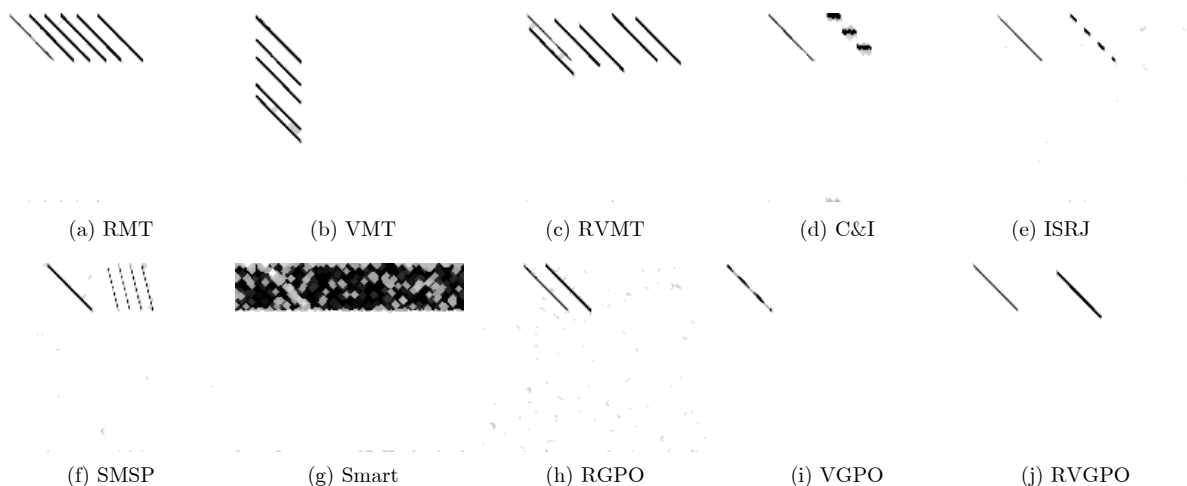 (a) RMT (b) VMT (c) RVMT (d) C&I (e) ISRJ
(f) SMSP (g) Smart (h) RGPO (i) VGPO (j) RVGPO